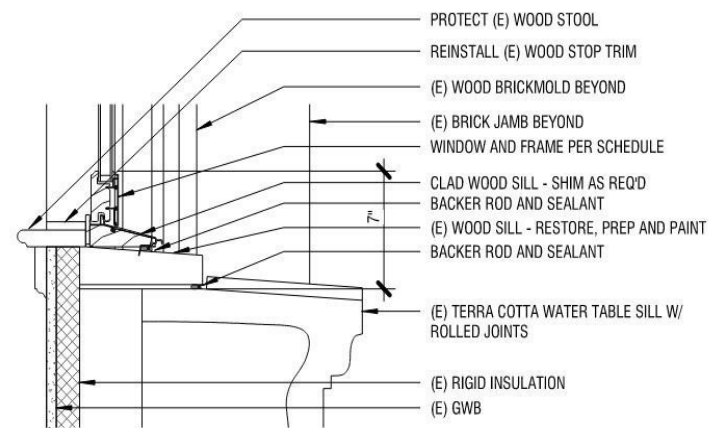 PROTECT (E) WOOD STOOL
REINSTALL (E) WOOD STOP TRIM
(E) WOOD BRICKMOLD BEYOND
(E) BRICK JAMB BEYOND
WINDOW AND FRAME PER SCHEDULE
CLAD WOOD SILL - SHIM AS REQ'D
BACKER ROD AND SEALANT
(E) WOOD SILL - RESTORE, PREP AND PAINT
BACKER ROD AND SEALANT
7"
(E) TERRA COTTA WATER TABLE SILL W/
ROLLED JOINTS
(E) RIGID INSULATION
(E) GWB